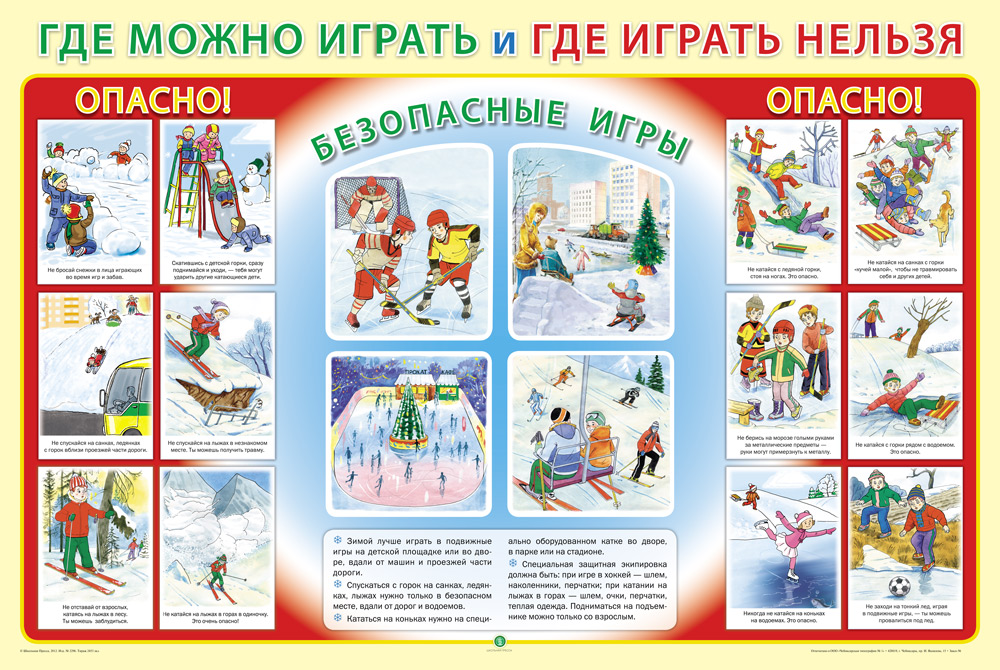 ГДЕ МОЖНО ИГРАТЬ и ГДЕ ИГРАТЬ НЕЛЬЗЯ
ОПАСНО!
Не бросай снежки в лица играющих
во время игр и забав.
Скатившись с детской горки, сразу
поднимайся и уходи, — тебя могут
ударить другие катающиеся дети.
Не спускайся на санках, ледянках
с горок вблизи проезжей части дороги.
Не спускайся на лыжах в незнакомом
месте. Ты можешь получить травму.
Не отставай от взрослых,
катаясь на лыжах в лесу.
Ты можешь заблудиться.
Не катайся на лыжах в горах в одиночку.
Это очень опасно!
БЕЗОПАСНЫЕ ИГРЫ
ПРОКАТ
КАФЕ
❄ Зимой лучше играть в подвижные
игры на детской площадке или во дво-
ре, вдали от машин и проезжей части
дороги.
❄ Спускаться с горок на санках, ледян-
ках, лыжах нужно только в безопасном
месте, вдали от дорог и водоемов.
❄ Кататься на коньках нужно на специ-
ально оборудованном катке во дворе,
в парке или на стадионе.
❄ Специальная защитная экипировка
должна быть: при игре в хоккей — шлем,
наколенники, перчатки; при катании на
лыжах в горах — шлем, очки, перчатки,
теплая одежда. Подниматься на подъем-
нике можно только со взрослым.
ОПАСНО!
Не катайся с ледяной горки,
стоя на ногах. Это опасно.
Не катайся на санках с горки
«кучей малой», чтобы не травмировать
себя и других детей.
Не берись на морозе голыми руками
за металлические предметы —
руки могут примерзнуть к металлу.
Не катайся с горки рядом с водоемом.
Это опасно.
Никогда не катайся на коньках
на водоемах. Это опасно.
Не заходи на тонкий лед, играя
в подвижные игры, — ты можешь
провалиться под лед.